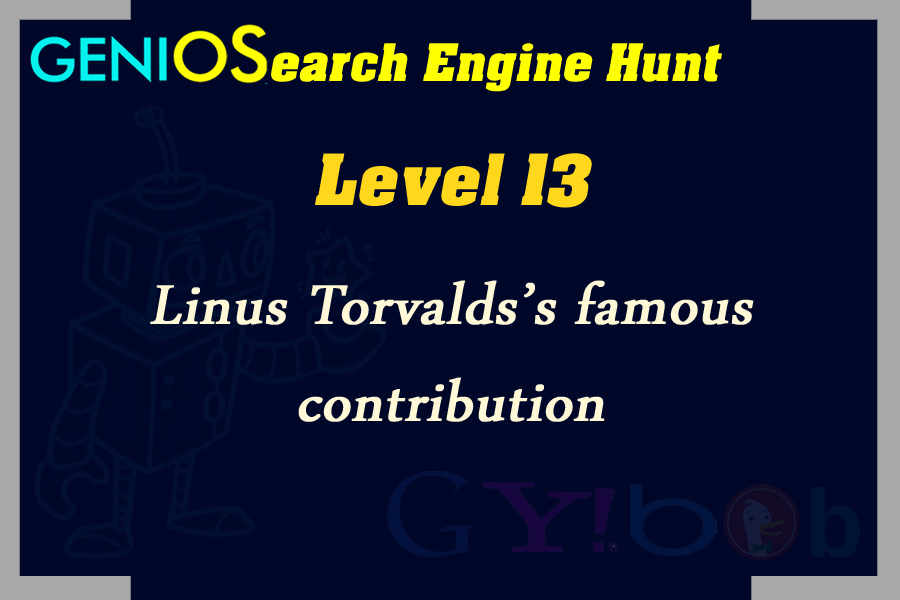 GENIOSearch Engine Hunt
Level 13
Linus Torvalds’s famous
contribution
G Y! b b